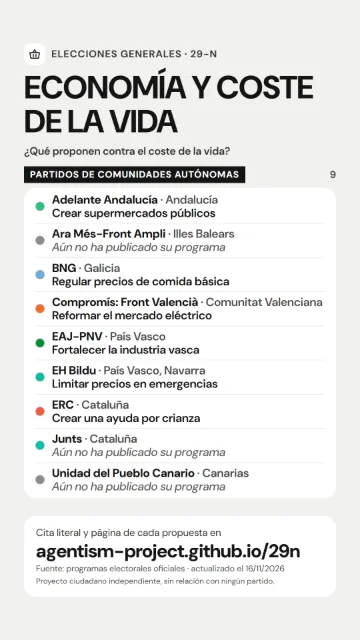 ELECCIONES GENERALES · 29-N
ECONOMÍA Y COSTE
DE LA VIDA
¿Qué proponen contra el coste de la vida?
PARTIDOS DE COMUNIDADES AUTÓNOMAS 9
Adelante Andalucía · Andalucía
Crear supermercados públicos
Ara Més-Front Ampli · Illes Balears
Aún no ha publicado su programa
BNG · Galicia
Regular precios de comida básica
Compromís: Front Valencià · Comunitat Valenciana
Reformar el mercado eléctrico
EAJ-PNV · País Vasco
Fortalecer la industria vasca
EH Bildu · País Vasco, Navarra
Limitar precios en emergencias
ERC · Cataluña
Crear una ayuda por crianza
Junts · Cataluña
Aún no ha publicado su programa
Unidad del Pueblo Canario · Canarias
Aún no ha publicado su programa
Cita literal y página de cada propuesta en
agentism-project.github.io/29n
Fuente: programas electorales oficiales · actualizado el 16/11/2026
Proyecto ciudadano independiente, sin relación con ningún partido.